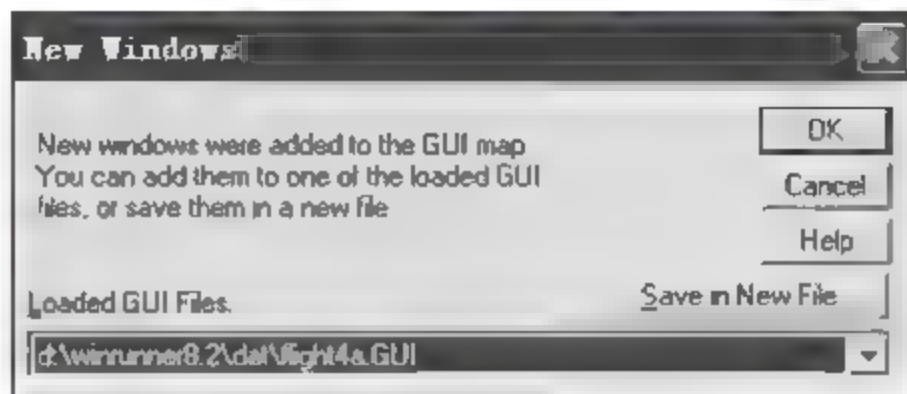 New Windows
New windows were added to the GUI map
You can add them to one of the loaded GUI
files, or save them in a new file
OK
Cancel
Help
Loaded GUI Files.
Save in New File
d:\winrunner8.2\dat\flight4a.GUI